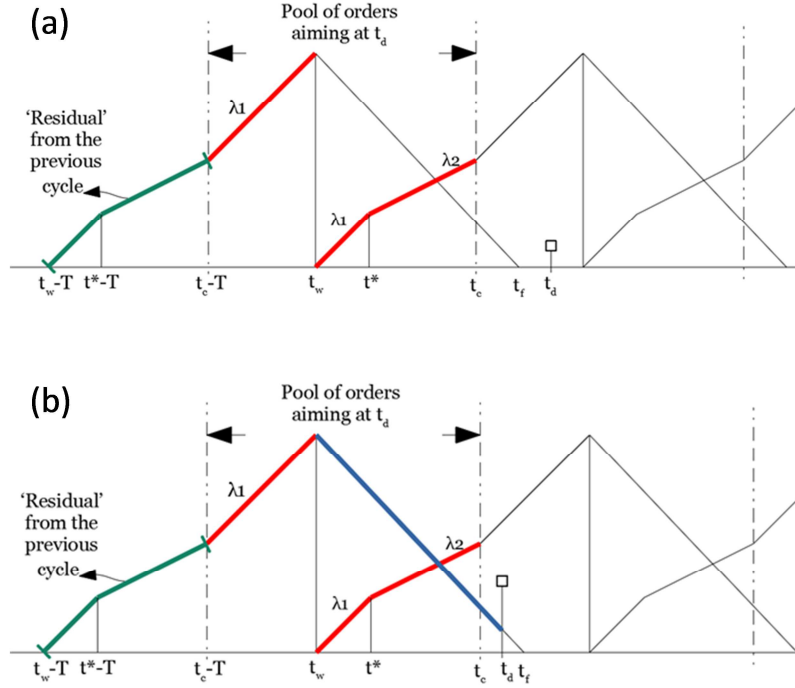 (a)
Pool of orders
aiming at t_d
λ1
'Residual'
from the
previous
cycle
λ2
λ1
t_w-T t*-T t_c-T t_w t* t_c t_f t_d
(b)
Pool of orders
aiming at t_d
λ1
'Residual'
from the
previous
cycle
λ2
λ1
t_w-T t*-T t_c-T t_w t* t_c t_d t_f